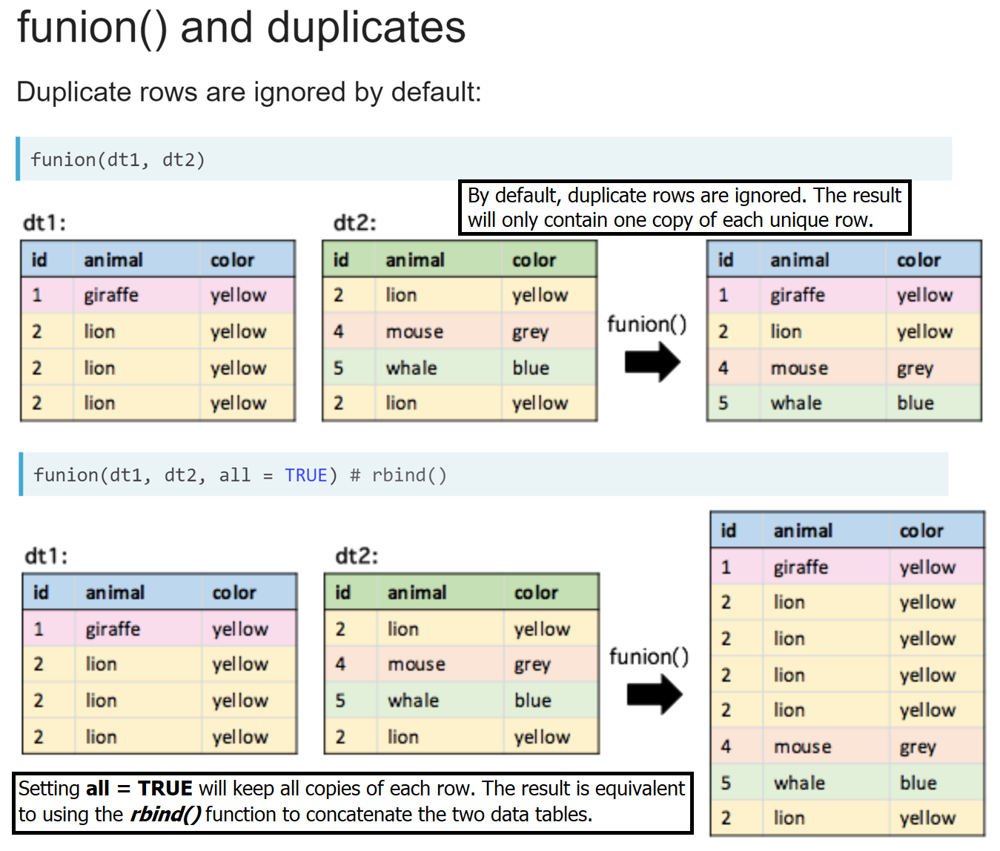 funion() and duplicates
Duplicate rows are ignored by default:
funion(dt1, dt2)
By default, duplicate rows are ignored. The result
will only contain one copy of each unique row.
dt1:
id animal color
1 giraffe yellow
2 lion yellow
2 lion yellow
2 lion yellow
dt2:
id animal color
2 lion yellow
4 mouse grey
5 whale blue
2 lion yellow
funion()
id animal color
1 giraffe yellow
2 lion yellow
4 mouse grey
5 whale blue
funion(dt1, dt2, all = TRUE) # rbind()
dt1:
id animal color
1 giraffe yellow
2 lion yellow
2 lion yellow
2 lion yellow
dt2:
id animal color
2 lion yellow
4 mouse grey
5 whale blue
2 lion yellow
funion()
id animal color
1 giraffe yellow
2 lion yellow
2 lion yellow
2 lion yellow
2 lion yellow
4 mouse grey
5 whale blue
2 lion yellow
Setting all = TRUE will keep all copies of each row. The result is equivalent
to using the rbind() function to concatenate the two data tables.